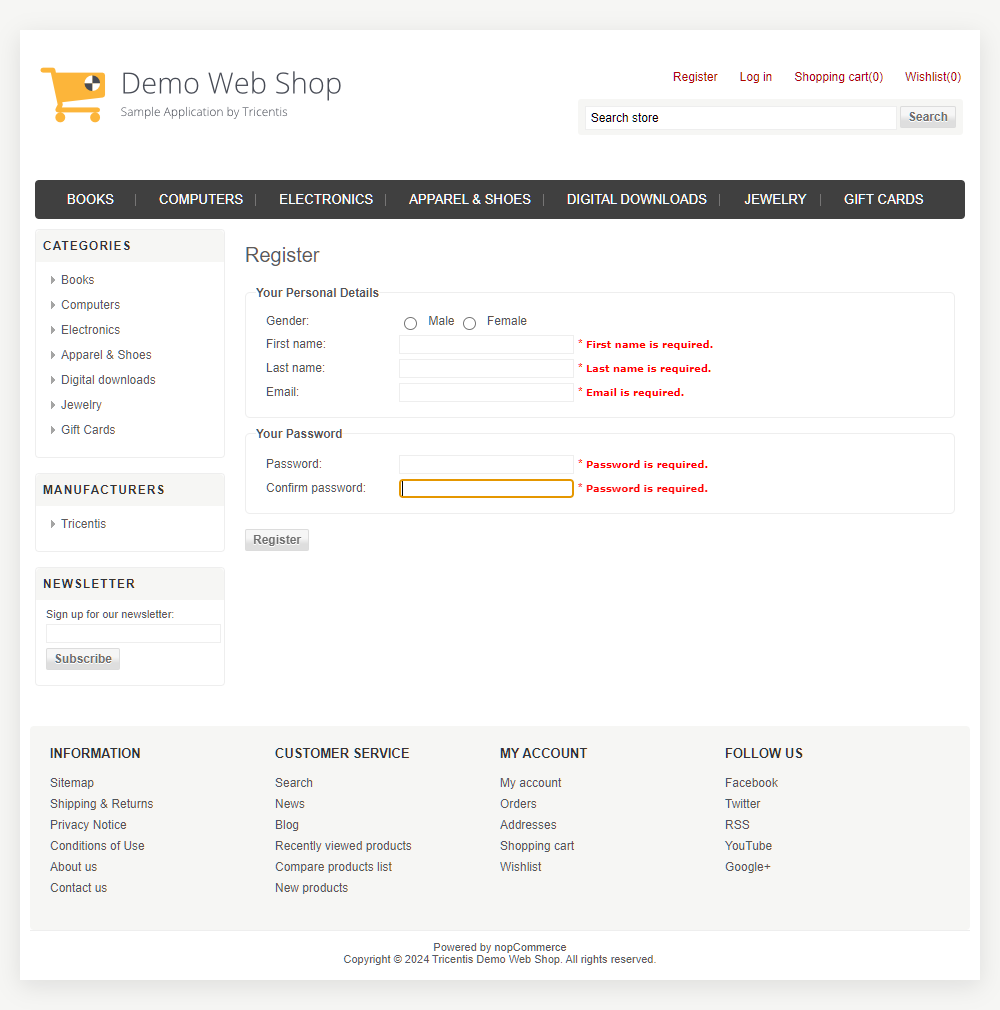 Demo Web Shop
Sample Application by Tricentis
Register Log in Shopping cart(0) Wishlist(0)
Search store Search
BOOKS COMPUTERS ELECTRONICS APPAREL & SHOES DIGITAL DOWNLOADS JEWELRY GIFT CARDS
CATEGORIES
Books
Computers
Electronics
Apparel & Shoes
Digital downloads
Jewelry
Gift Cards
MANUFACTURERS
Tricentis
NEWSLETTER
Sign up for our newsletter:
Subscribe
Register
Your Personal Details
Gender: Male Female
First name: * First name is required.
Last name: * Last name is required.
Email: * Email is required.
Your Password
Password: * Password is required.
Confirm password: * Password is required.
Register
INFORMATION
Sitemap
Shipping & Returns
Privacy Notice
Conditions of Use
About us
Contact us
CUSTOMER SERVICE
Search
News
Blog
Recently viewed products
Compare products list
New products
MY ACCOUNT
My account
Orders
Addresses
Shopping cart
Wishlist
FOLLOW US
Facebook
Twitter
RSS
YouTube
Google+
Powered by nopCommerce
Copyright © 2024 Tricentis Demo Web Shop. All rights reserved.